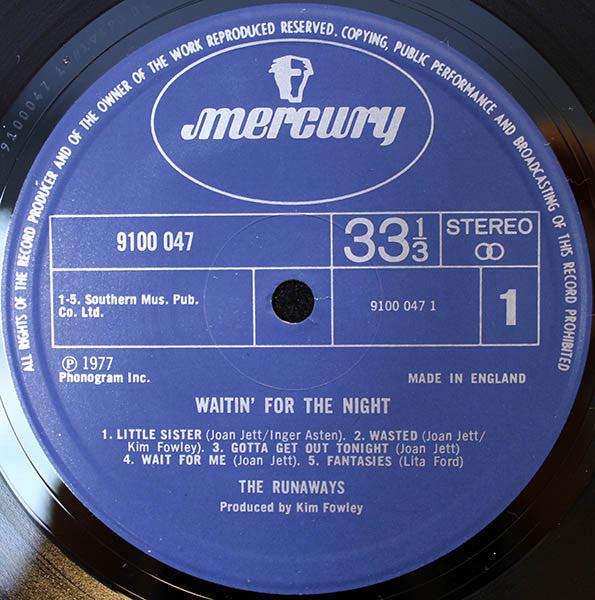 ALL RIGHTS OF THE RECORD PRODUCER AND OF THE OWNER OF THE WORK REPRODUCED RESERVED. COPYING, PUBLIC PERFORMANCE AND BROADCASTING OF THIS RECORD PROHIBITED
mercury
9100 047
33 1/3
STEREO
1-5. Southern Mus. Pub.
Co. Ltd.
9100 047 1
1
Ⓟ 1977
Phonogram Inc.
MADE IN ENGLAND
WAITIN' FOR THE NIGHT
1. LITTLE SISTER (Joan Jett/Inger Asten). 2. WASTED (Joan Jett/
Kim Fowley). 3. GOTTA GET OUT TONIGHT (Joan Jett)
4. WAIT FOR ME (Joan Jett). 5. FANTASIES (Lita Ford)
THE RUNAWAYS
Produced by Kim Fowley
9100047